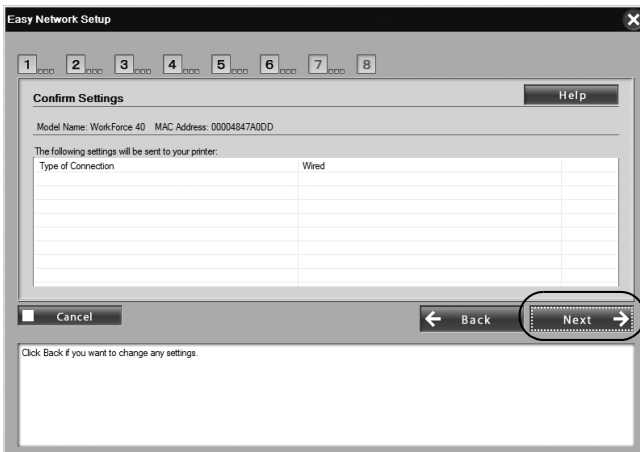 Easy Network Setup
1 2 3 4 5 6 7 8
Confirm Settings
Help
Model Name: WorkForce 40 MAC Address: 00004847A0DD
The following settings will be sent to your printer:
Type of Connection Wired
Cancel
Back
Next
Click Back if you want to change any settings.